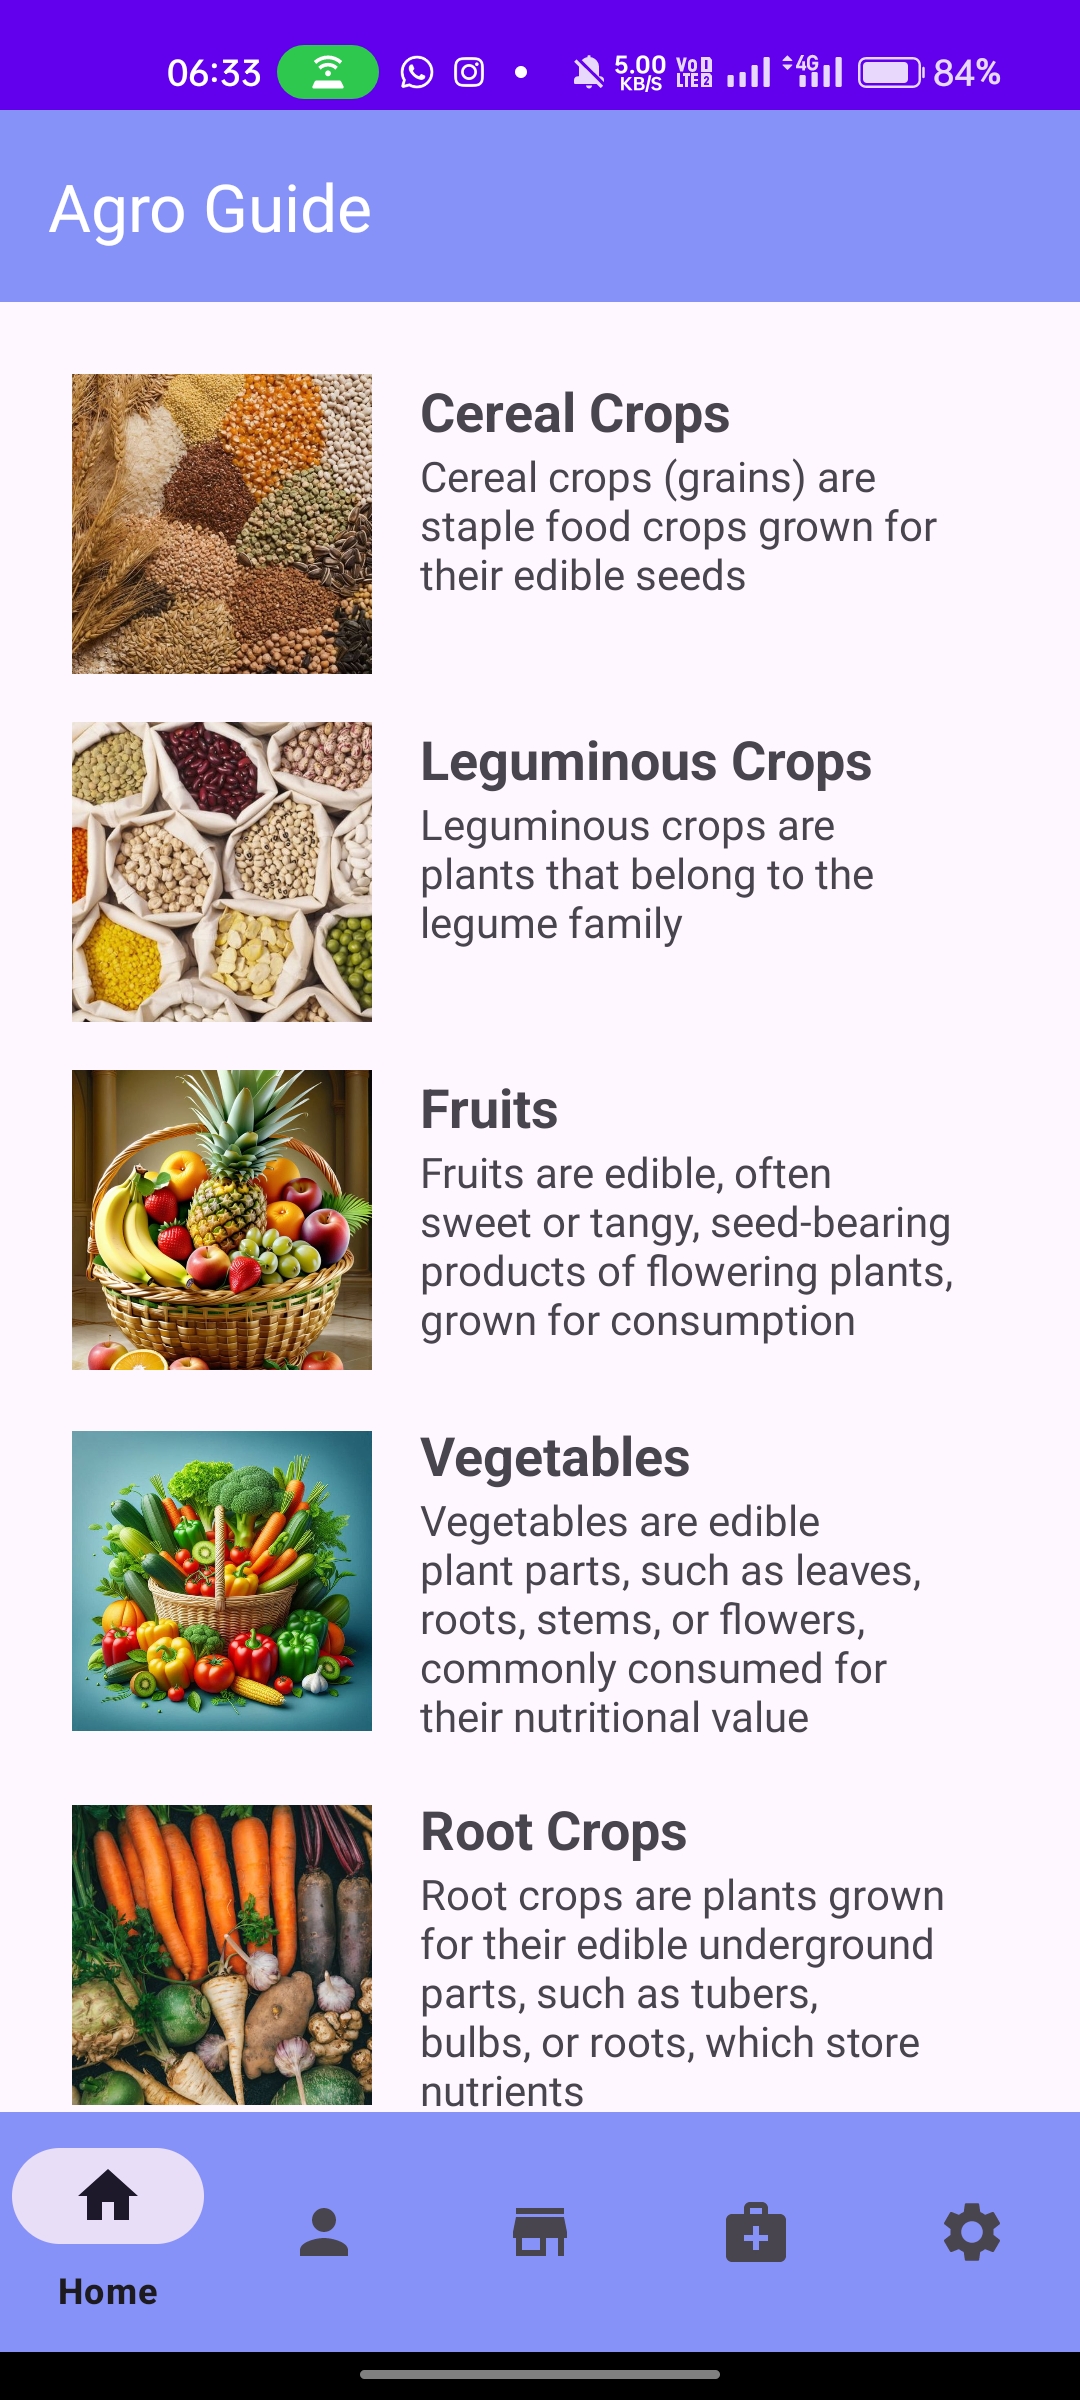 06:33
5.00
KB/S
Vo 1
LTE 2
4G
84%
Agro Guide
Cereal Crops
Cereal crops (grains) are
staple food crops grown for
their edible seeds
Leguminous Crops
Leguminous crops are
plants that belong to the
legume family
Fruits
Fruits are edible, often
sweet or tangy, seed-bearing
products of flowering plants,
grown for consumption
Vegetables
Vegetables are edible
plant parts, such as leaves,
roots, stems, or flowers,
commonly consumed for
their nutritional value
Root Crops
Root crops are plants grown
for their edible underground
parts, such as tubers,
bulbs, or roots, which store
nutrients
Home